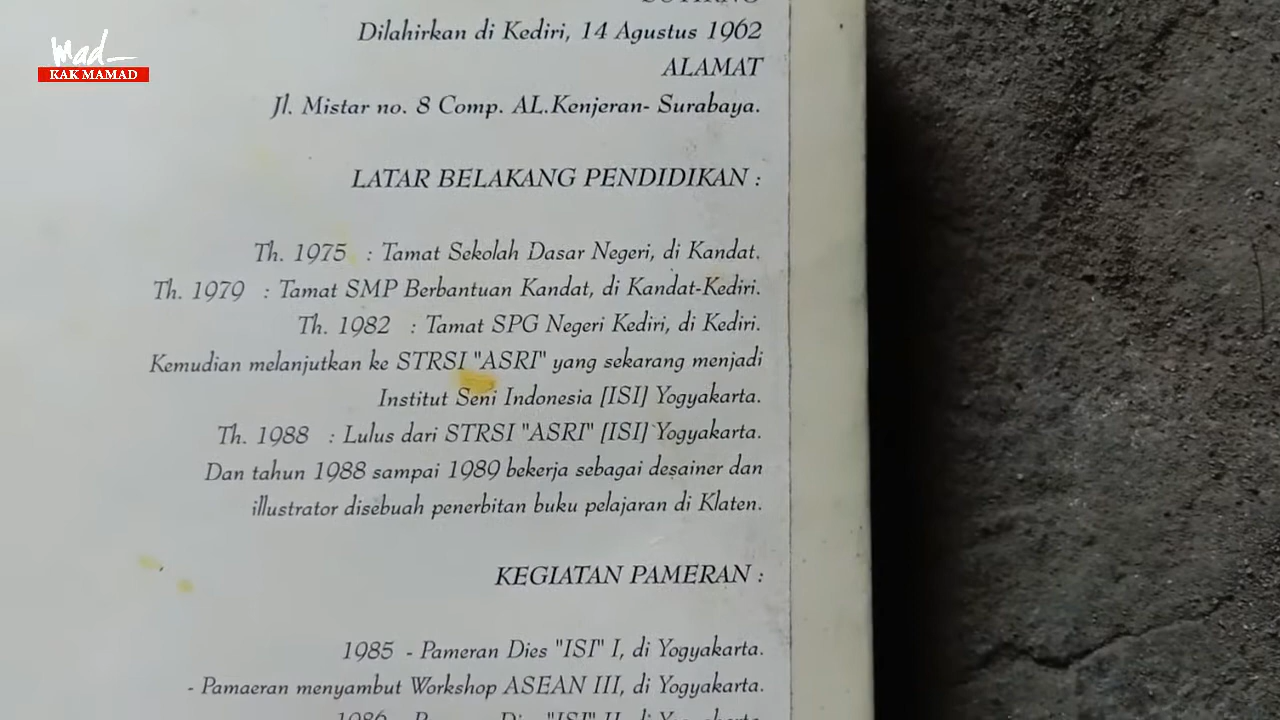 Mad
KAK MAMAD
Dilahirkan di Kediri, 14 Agustus 1962
ALAMAT
Jl. Mistar no. 8 Comp. AL.Kenjeran- Surabaya.
LATAR BELAKANG PENDIDIKAN :
Th. 1975 : Tamat Sekolah Dasar Negeri, di Kandat.
Th. 1979 : Tamat SMP Berbantuan Kandat, di Kandat-Kediri.
Th. 1982 : Tamat SPG Negeri Kediri, di Kediri.
Kemudian melanjutkan ke STRSI "ASRI" yang sekarang menjadi
Institut Seni Indonesia [ISI] Yogyakarta.
Th. 1988 : Lulus dari STRSI "ASRI" [ISI] Yogyakarta.
Dan tahun 1988 sampai 1989 bekerja sebagai desainer dan
illustrator disebuah penerbitan buku pelajaran di Klaten.
KEGIATAN PAMERAN :
1985 - Pameran Dies "ISI" I, di Yogyakarta.
- Pamaeran menyambut Workshop ASEAN III, di Yogyakarta.